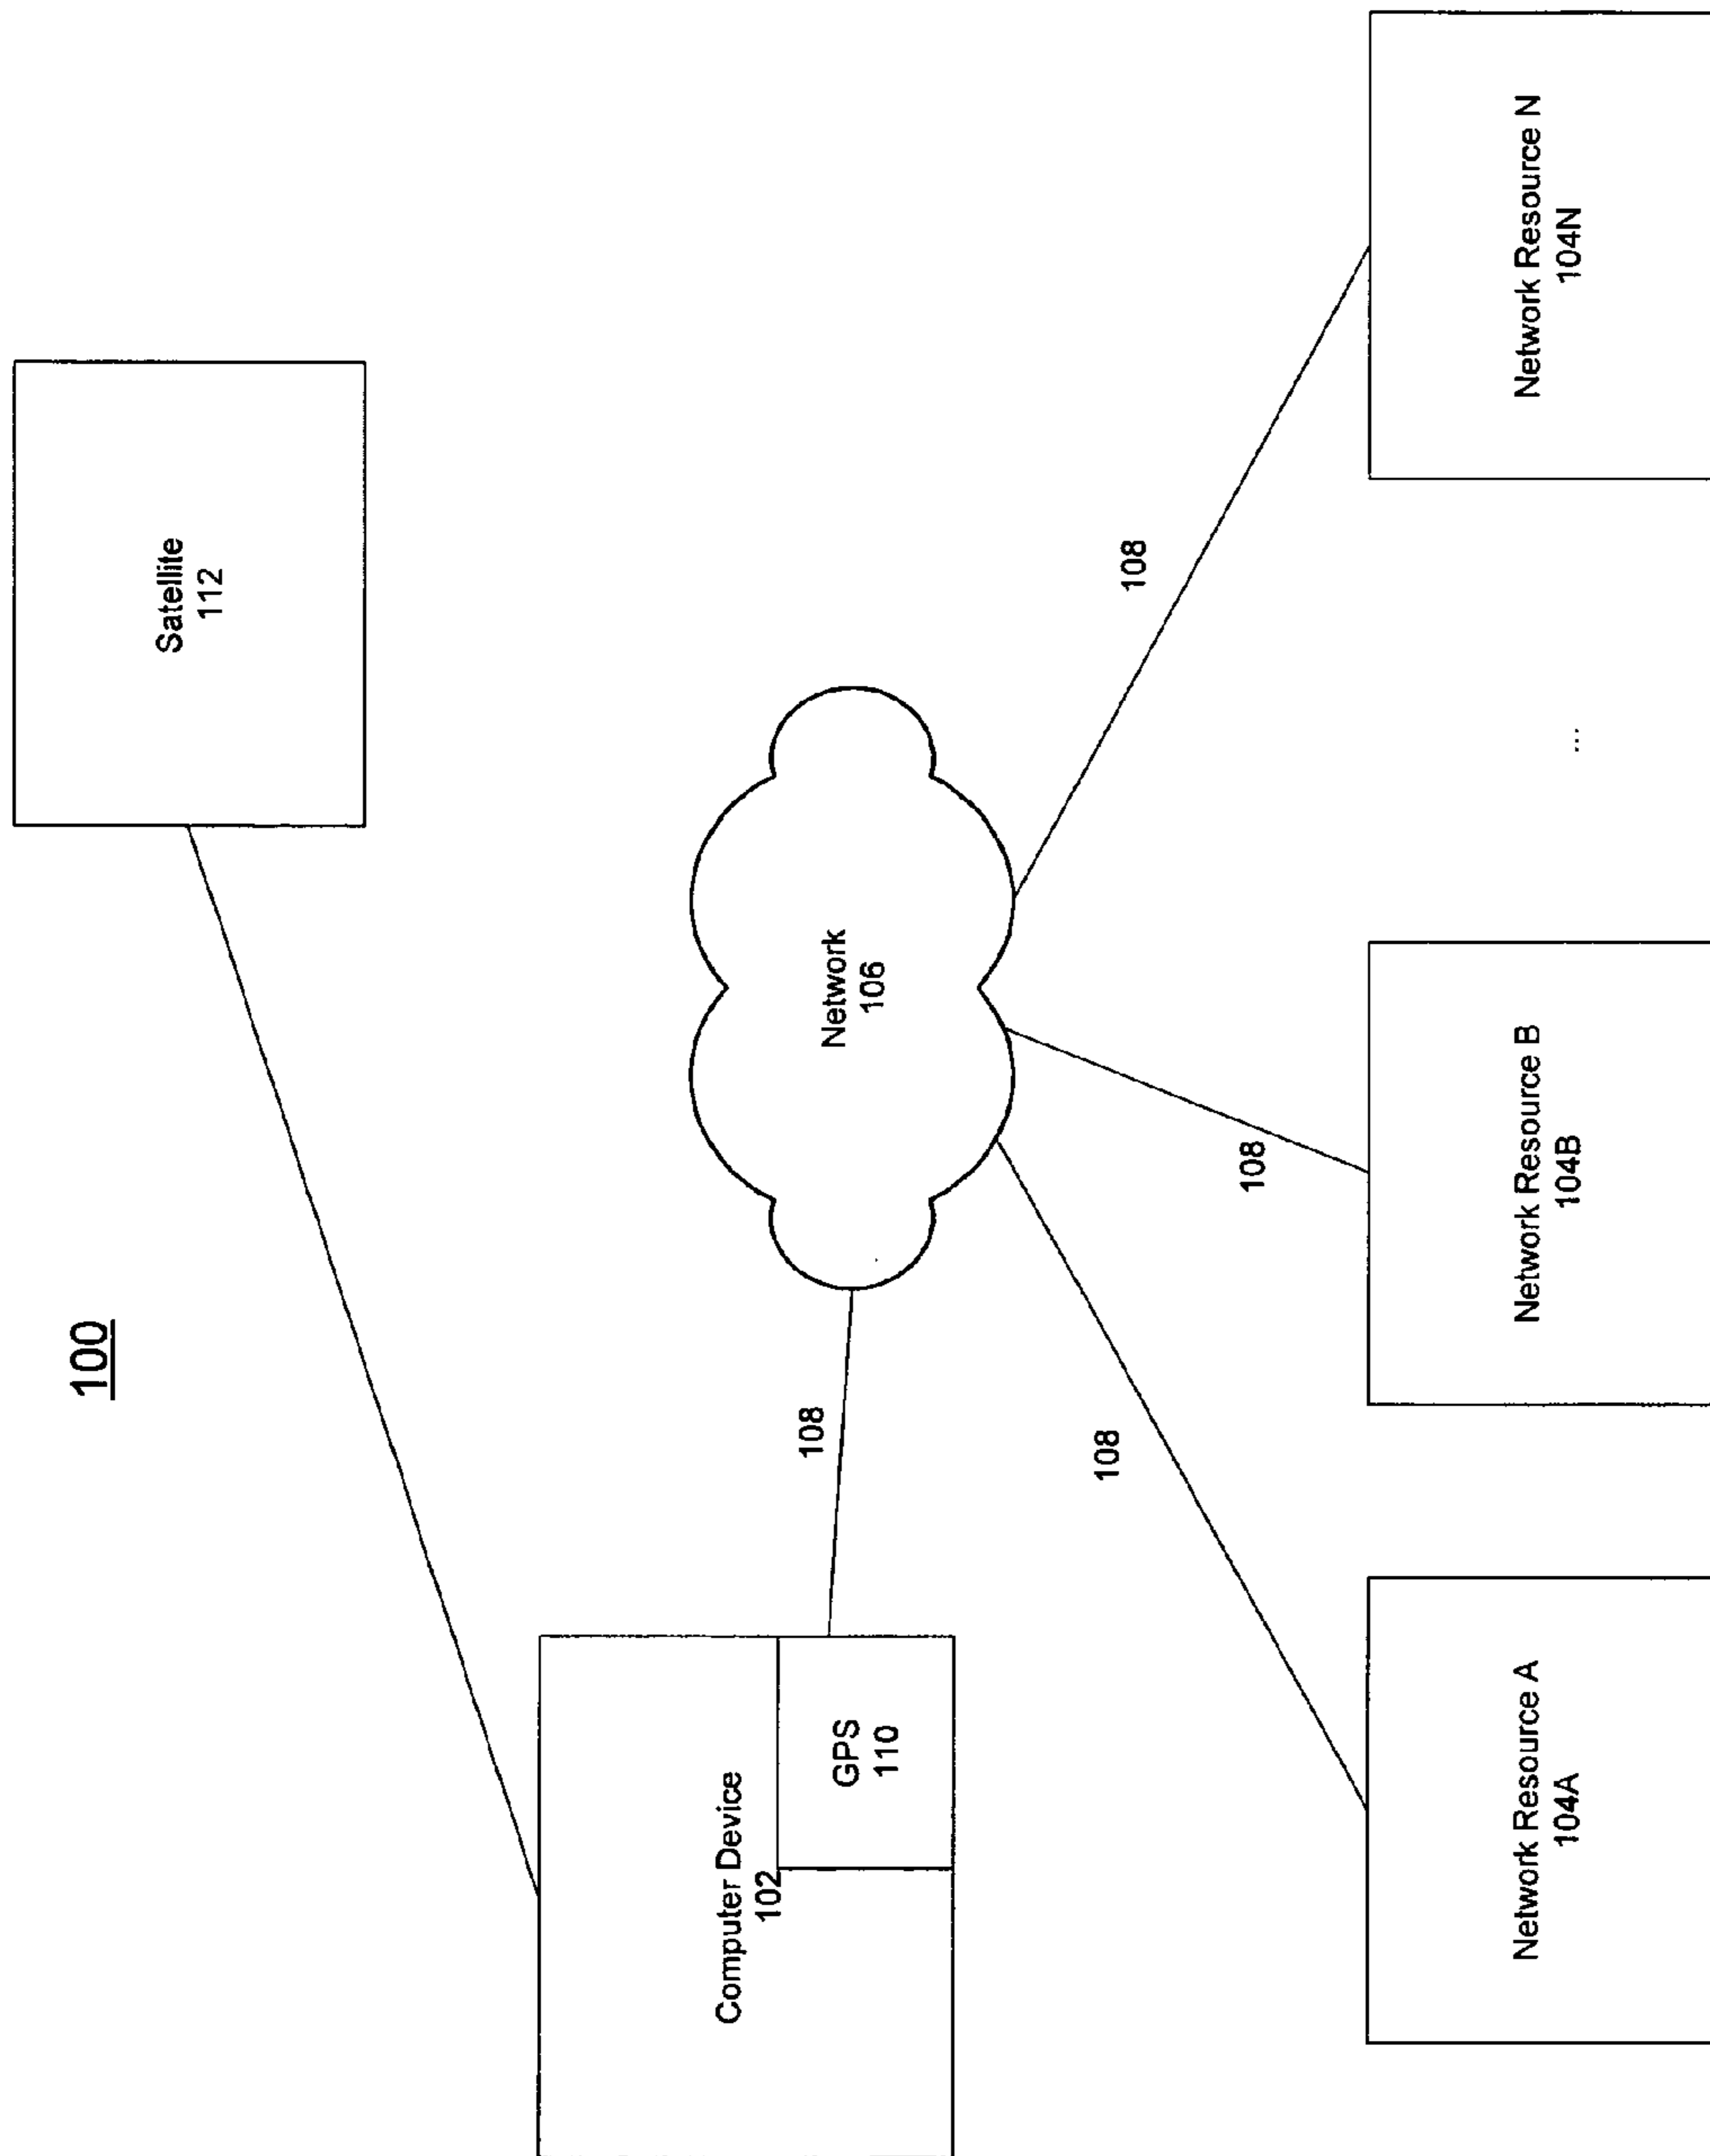 100
Satellite
112
Computer Device
102
GPS
110
108
Network
106
108
108
108
Network Resource A
104A
Network Resource B
104B
...
Network Resource N
104N